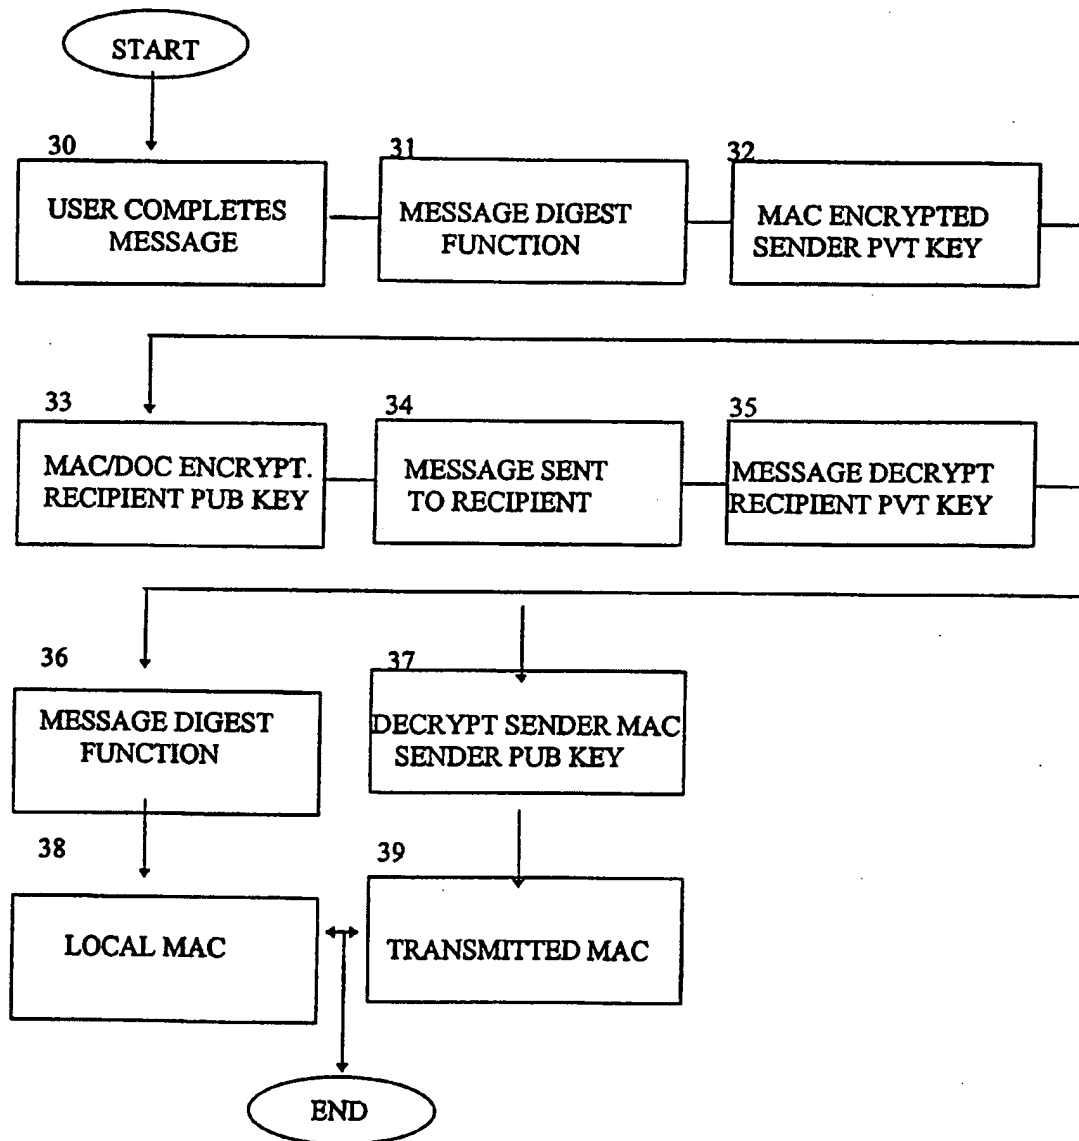 START
30
USER COMPLETES
MESSAGE
31
MESSAGE DIGEST
FUNCTION
32
MAC ENCRYPTED
SENDER PVT KEY
33
MAC/DOC ENCRYPT.
RECIPIENT PUB KEY
34
MESSAGE SENT
TO RECIPIENT
35
MESSAGE DECRYPT
RECIPIENT PVT KEY
36
MESSAGE DIGEST
FUNCTION
37
DECRYPT SENDER MAC
SENDER PUB KEY
38
LOCAL MAC
39
TRANSMITTED MAC
END